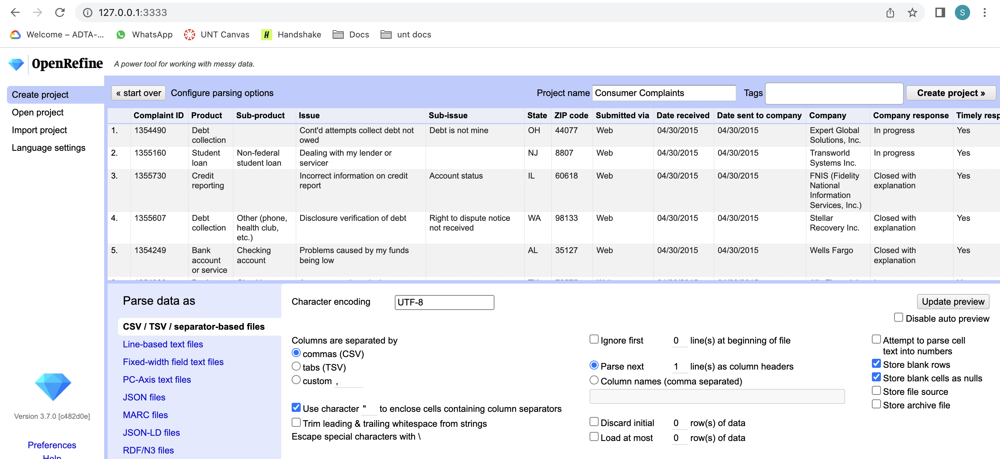 127.0.0.1:3333
S
Welcome – ADTA-...
WhatsApp
UNT Canvas
H Handshake
Docs
unt docs
OpenRefine
A power tool for working with messy data.
Create project
Open project
Import project
Language settings
« start over Configure parsing options Project name Consumer Complaints Tags Create project »
Complaint ID Product Sub-product Issue Sub-issue State ZIP code Submitted via Date received Date sent to company Company Company response Timely resp
1. 1354490 Debt collection Cont'd attempts collect debt not owed Debt is not mine OH 44077 Web 04/30/2015 04/30/2015 Expert Global Solutions, Inc. In progress Yes
2. 1355160 Student loan Non-federal student loan Dealing with my lender or servicer NJ 8807 Web 04/30/2015 04/30/2015 Transworld Systems Inc. In progress Yes
3. 1355730 Credit reporting Incorrect information on credit report Account status IL 60618 Web 04/30/2015 04/30/2015 FNIS (Fidelity National Information Services, Inc.) Closed with explanation Yes
4. 1355607 Debt collection Other (phone, health club, etc.) Disclosure verification of debt Right to dispute notice not received WA 98133 Web 04/30/2015 04/30/2015 Stellar Recovery Inc. Closed with explanation Yes
5. 1354249 Bank account or service Checking account Problems caused by my funds being low AL 35127 Web 04/30/2015 04/30/2015 Wells Fargo Closed with explanation Yes
Parse data as
CSV / TSV / separator-based files
Line-based text files
Fixed-width field text files
PC-Axis text files
JSON files
MARC files
JSON-LD files
RDF/N3 files
Character encoding UTF-8
Update preview
Disable auto preview
Columns are separated by
commas (CSV)
tabs (TSV)
custom ,
Use character " to enclose cells containing column separators
Trim leading & trailing whitespace from strings
Escape special characters with \
Ignore first 0 line(s) at beginning of file
Parse next 1 line(s) as column headers
Column names (comma separated)
Discard initial 0 row(s) of data
Load at most 0 row(s) of data
Attempt to parse cell
text into numbers
Store blank rows
Store blank cells as nulls
Store file source
Store archive file
Version 3.7.0 [c482d0e]
Preferences
Help